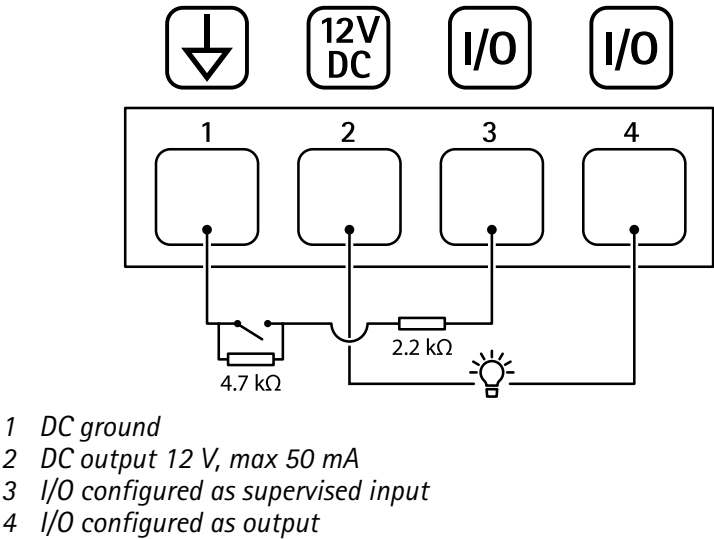 12V
DC
I/O
I/O
1
2
3
4
4.7 kΩ
2.2 kΩ
1 DC ground
2 DC output 12 V, max 50 mA
3 I/O configured as supervised input
4 I/O configured as output